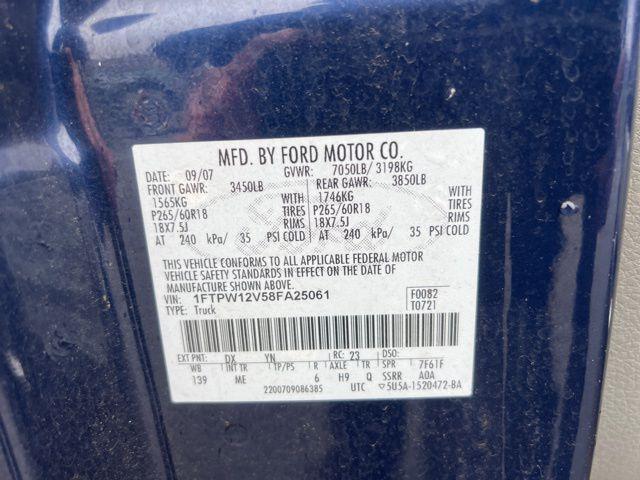 MFD. BY FORD MOTOR CO.
DATE: 09/07 GVWR: 7050LB/ 3198KG
FRONT GAWR: 3450LB REAR GAWR: 3850LB
1565KG WITH 1746KG WITH
P265/60R18 TIRES P265/60R18 TIRES
18X7.5J RIMS 18X7.5J RIMS
AT 240 kPa/ 35 PSI COLD AT 240 kPa/ 35 PSI COLD
THIS VEHICLE CONFORMS TO ALL APPLICABLE FEDERAL MOTOR
VEHICLE SAFETY STANDARDS IN EFFECT ON THE DATE OF
MANUFACTURE SHOWN ABOVE.
VIN: 1FTPW12V58FA25061 F0082
TYPE: Truck T0721
EXT PNT: DX YN RC: 23 DSO:
WB INT TR TP/PS R AXLE TR SPR 7F61F
139 ME 6 H9 Q SSRR A0A
2200709086385 UTC ▽5U5A-1520472-BA